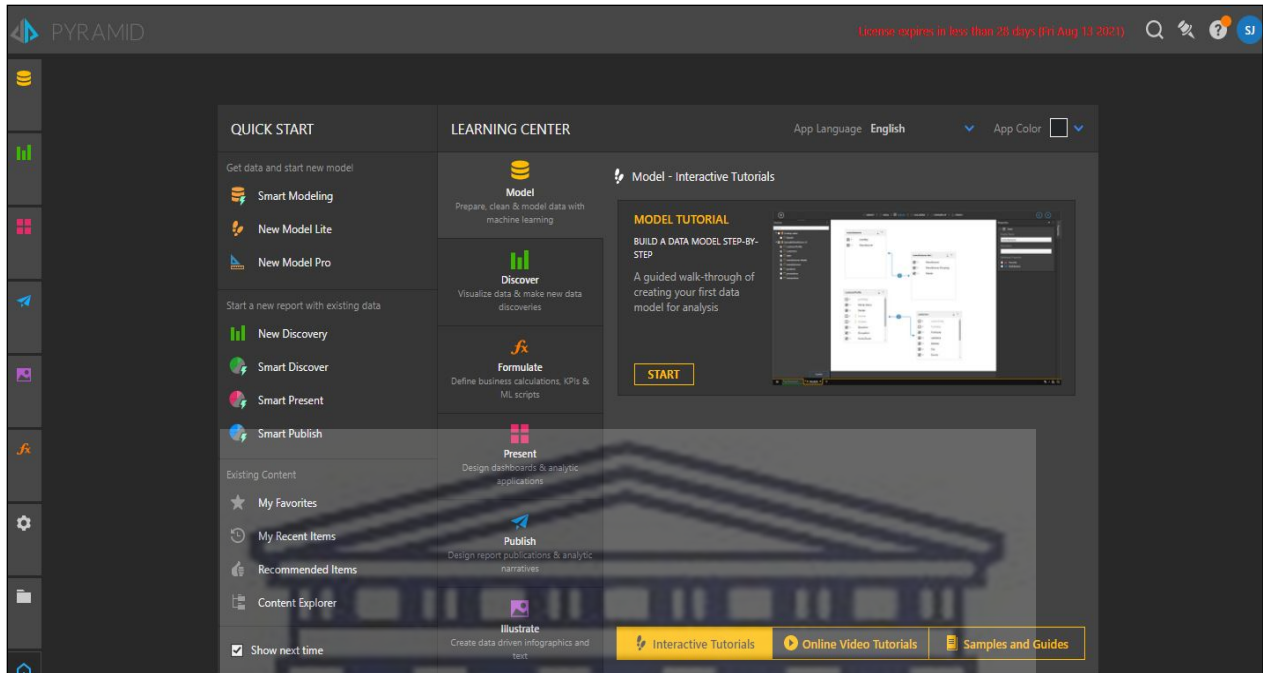 PYRAMID
License expires in less than 28 days (Fri Aug 13 2021)
SJ
QUICK START
Get data and start new model
Smart Modeling
New Model Lite
New Model Pro
Start a new report with existing data
New Discovery
Smart Discover
Smart Present
Smart Publish
Existing Content
My Favorites
My Recent Items
Recommended Items
Content Explorer
Show next time
LEARNING CENTER
App Language English
App Color
Model
Prepare, clean & model data with
machine learning
Discover
Visualize data & make new data
discoveries
fx
Formulate
Define business calculations, KPIs &
ML scripts
Present
Design dashboards & analytic
applications
Publish
Design report publications & analytic
narratives
Illustrate
Create data driven infographics and
text
Model - Interactive Tutorials
MODEL TUTORIAL
BUILD A DATA MODEL STEP-BY-
STEP
A guided walk-through of
creating your first data
model for analysis
START
Interactive Tutorials
Online Video Tutorials
Samples and Guides